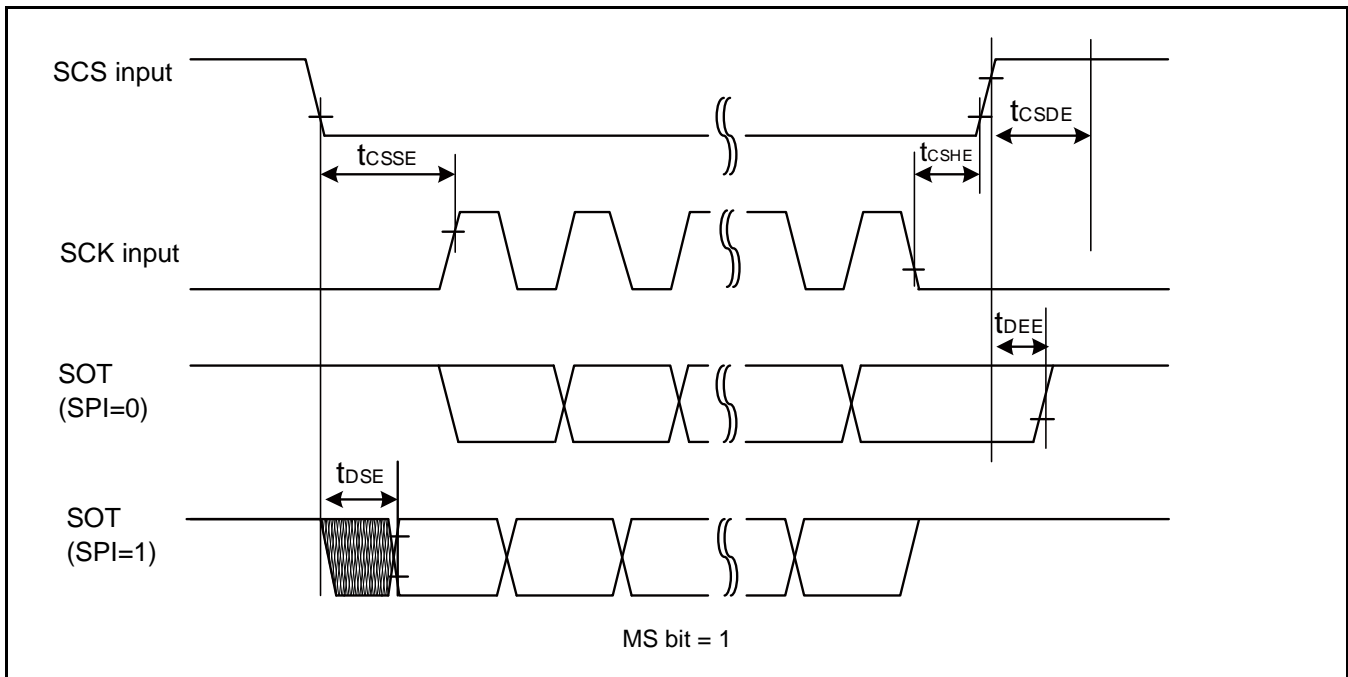 SCS input
tCSDE
tCSSE
tCSHE
SCK input
tDEE
SOT
(SPI=0)
tDSE
SOT
(SPI=1)
MS bit = 1